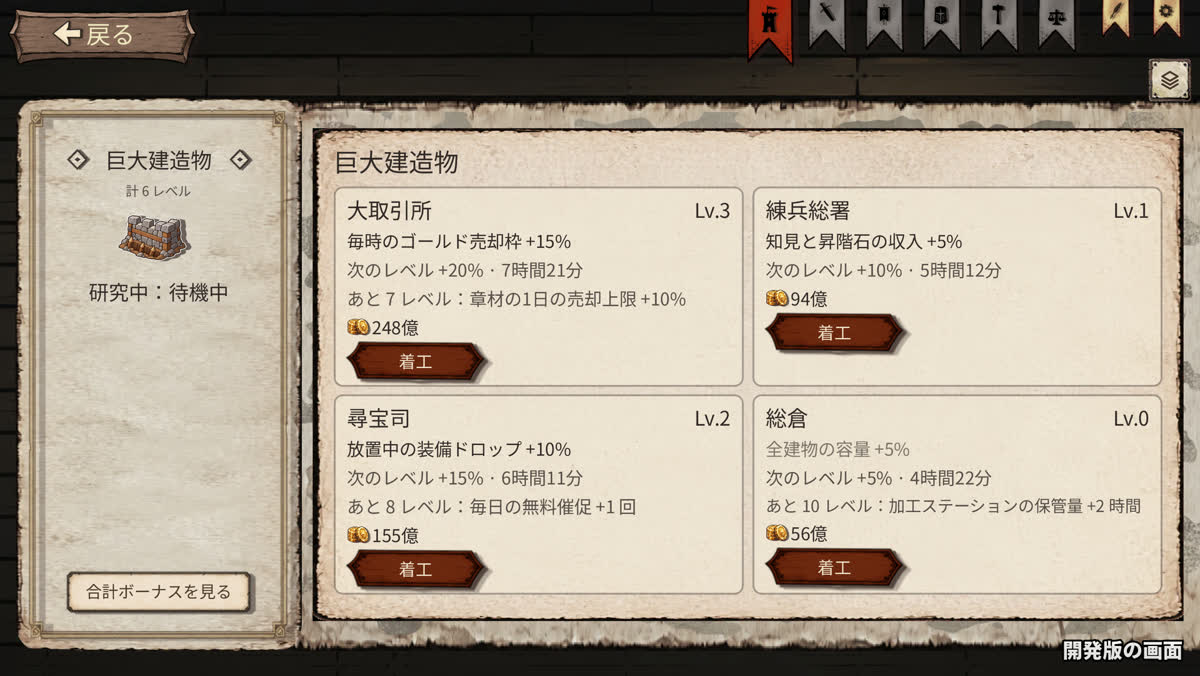 戻る
巨大建造物
計6レベル
研究中：待機中
合計ボーナスを見る
巨大建造物
大取引所 Lv.3
毎時のゴールド売却枠 +15%
次のレベル +20% · 7時間21分
あと 7 レベル：章材の1日の売却上限 +10%
248億
着工
練兵総署 Lv.1
知見と昇階石の収入 +5%
次のレベル +10% · 5時間12分
94億
着工
尋宝司 Lv.2
放置中の装備ドロップ +10%
次のレベル +15% · 6時間11分
あと 8 レベル：毎日の無料催促 +1 回
155億
着工
総倉 Lv.0
全建物の容量 +5%
次のレベル +5% · 4時間22分
あと 10 レベル：加工ステーションの保管量 +2 時間
56億
着工
開発版の画面